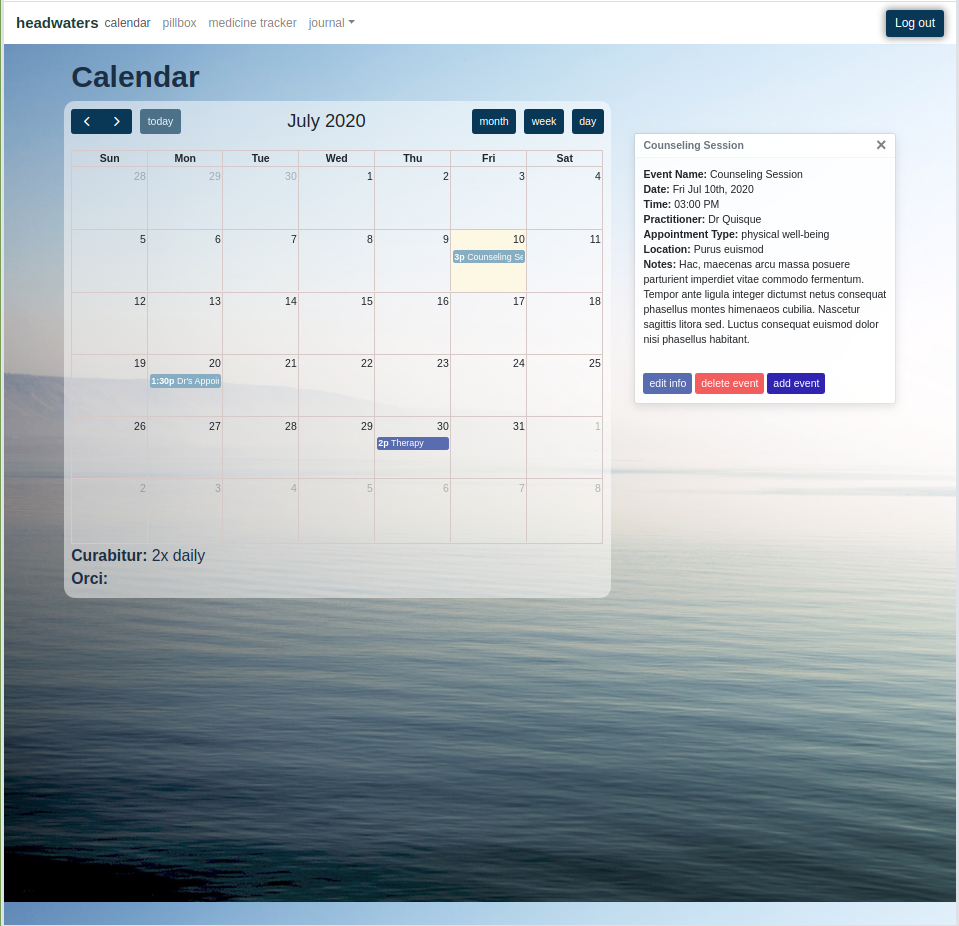 headwaters calendar pillbox medicine tracker journal Log out
Calendar
today July 2020 month week day
Sun Mon Tue Wed Thu Fri Sat
28 29 30 1 2 3 4
5 6 7 8 9 10 11
3p Counseling Se
12 13 14 15 16 17 18
19 20 21 22 23 24 25
1:30p Dr's Appoi
26 27 28 29 30 31 1
2p Therapy
2 3 4 5 6 7 8
Curabitur: 2x daily
Orci:
Counseling Session ×
Event Name: Counseling Session
Date: Fri Jul 10th, 2020
Time: 03:00 PM
Practitioner: Dr Quisque
Appointment Type: physical well-being
Location: Purus euismod
Notes: Hac, maecenas arcu massa posuere
parturient imperdiet vitae commodo fermentum.
Tempor ante ligula integer dictumst netus consequat
phasellus montes himenaeos cubilia. Nascetur
sagittis litora sed. Luctus consequat euismod dolor
nisi phasellus habitant.
edit info delete event add event